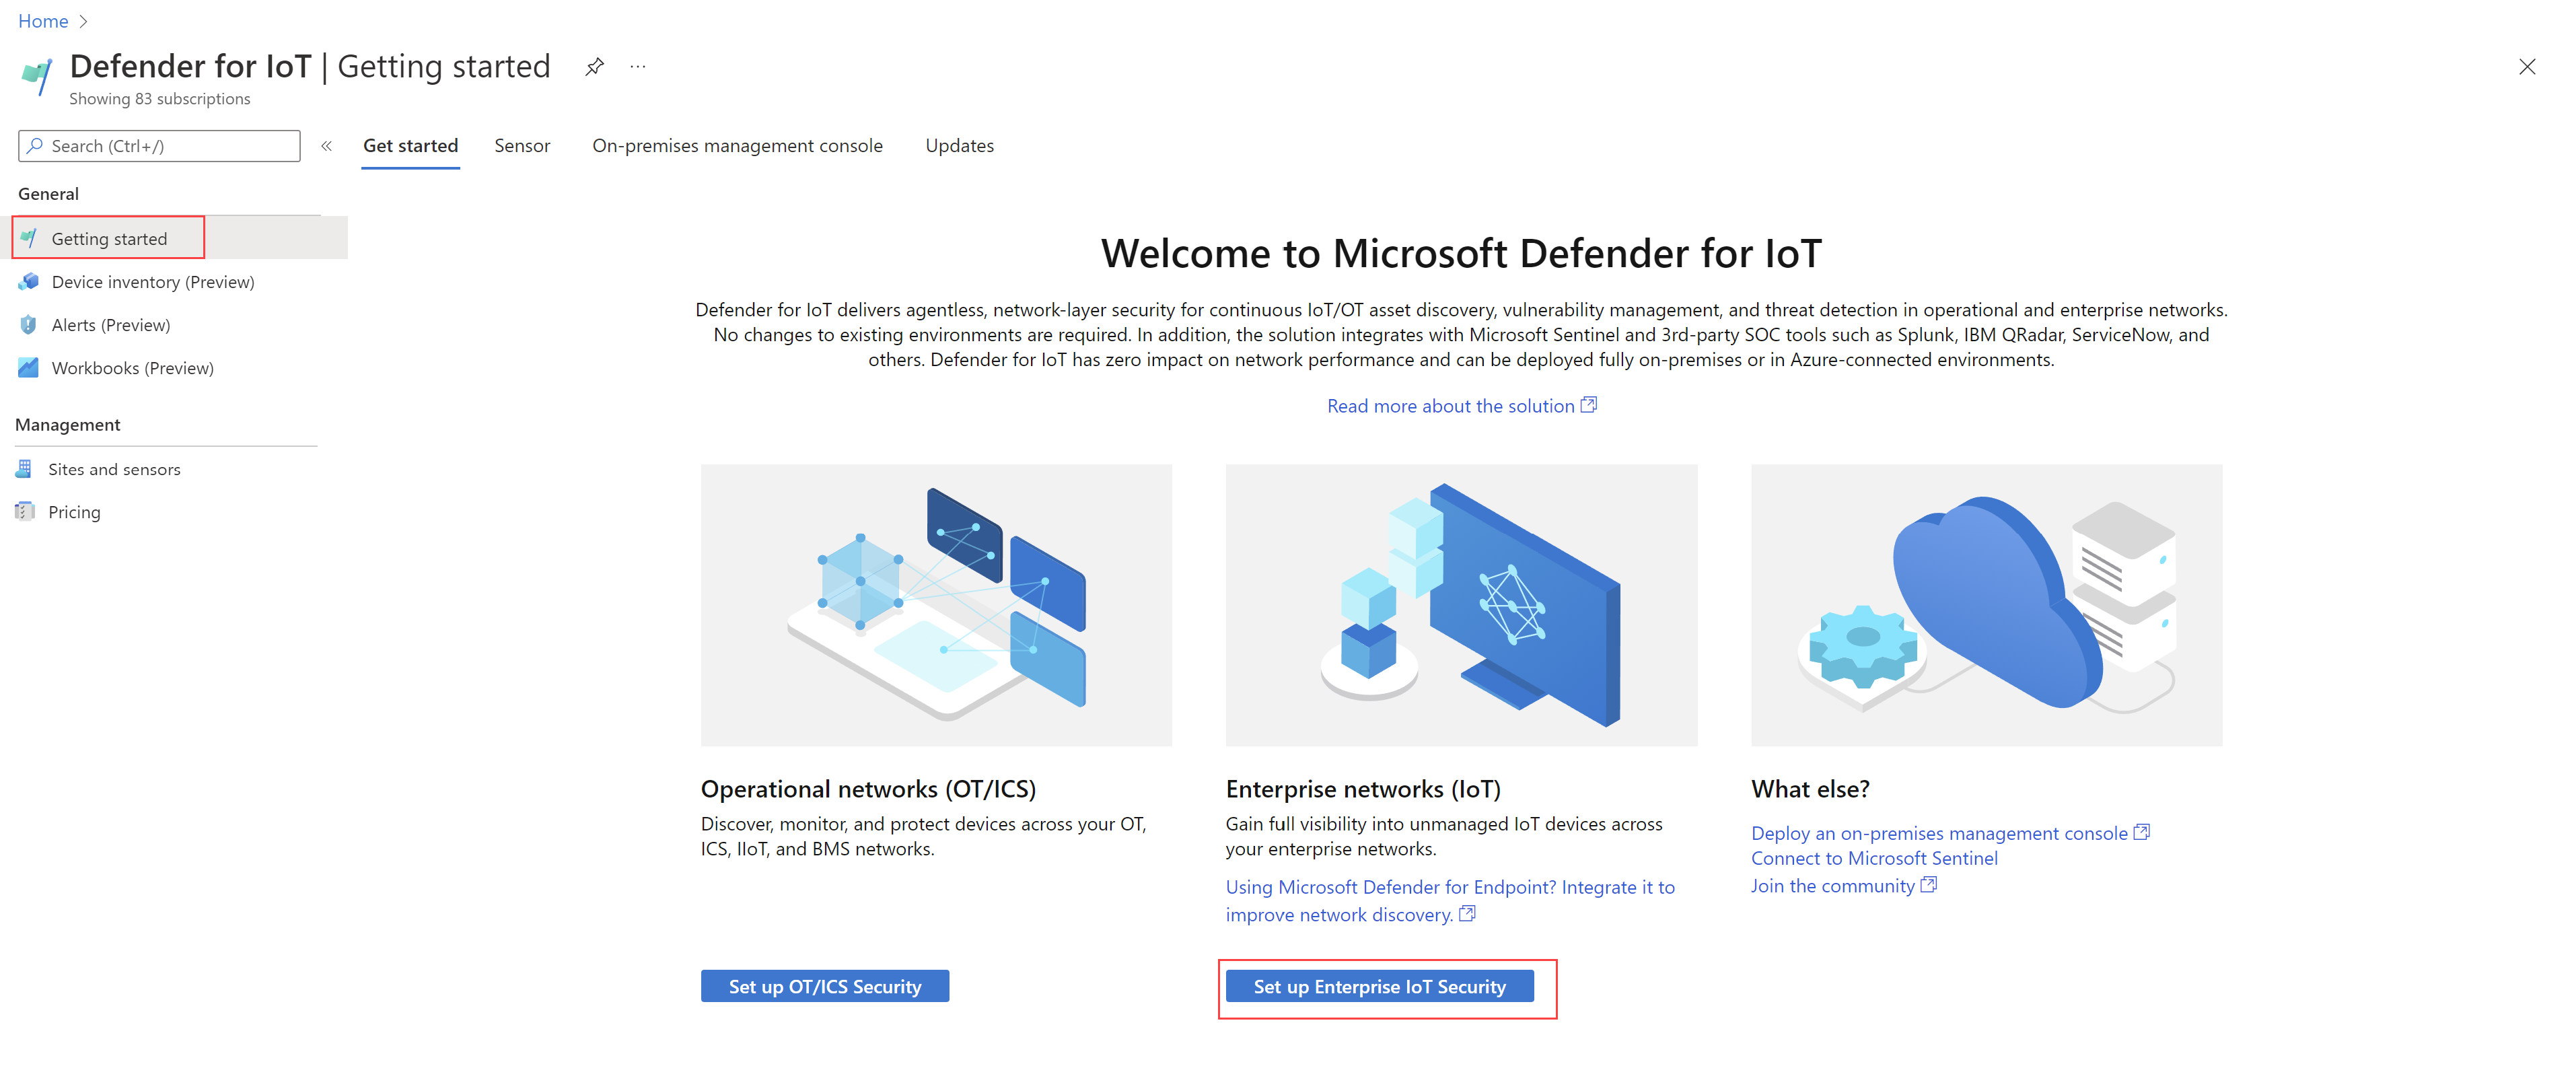 Home
Defender for IoT | Getting started
Showing 83 subscriptions
Search (Ctrl+/)
General
Getting started
Device inventory (Preview)
Alerts (Preview)
Workbooks (Preview)
Management
Sites and sensors
Pricing
Get started
Sensor
On-premises management console
Updates
Welcome to Microsoft Defender for IoT
Defender for IoT delivers agentless, network-layer security for continuous IoT/OT asset discovery, vulnerability management, and threat detection in operational and enterprise networks.
No changes to existing environments are required. In addition, the solution integrates with Microsoft Sentinel and 3rd-party SOC tools such as Splunk, IBM QRadar, ServiceNow, and
others. Defender for IoT has zero impact on network performance and can be deployed fully on-premises or in Azure-connected environments.
Read more about the solution
Operational networks (OT/ICS)
Discover, monitor, and protect devices across your OT,
ICS, IIoT, and BMS networks.
Set up OT/ICS Security
Enterprise networks (IoT)
Gain full visibility into unmanaged IoT devices across
your enterprise networks.
Using Microsoft Defender for Endpoint? Integrate it to
improve network discovery.
Set up Enterprise IoT Security
What else?
Deploy an on-premises management console
Connect to Microsoft Sentinel
Join the community